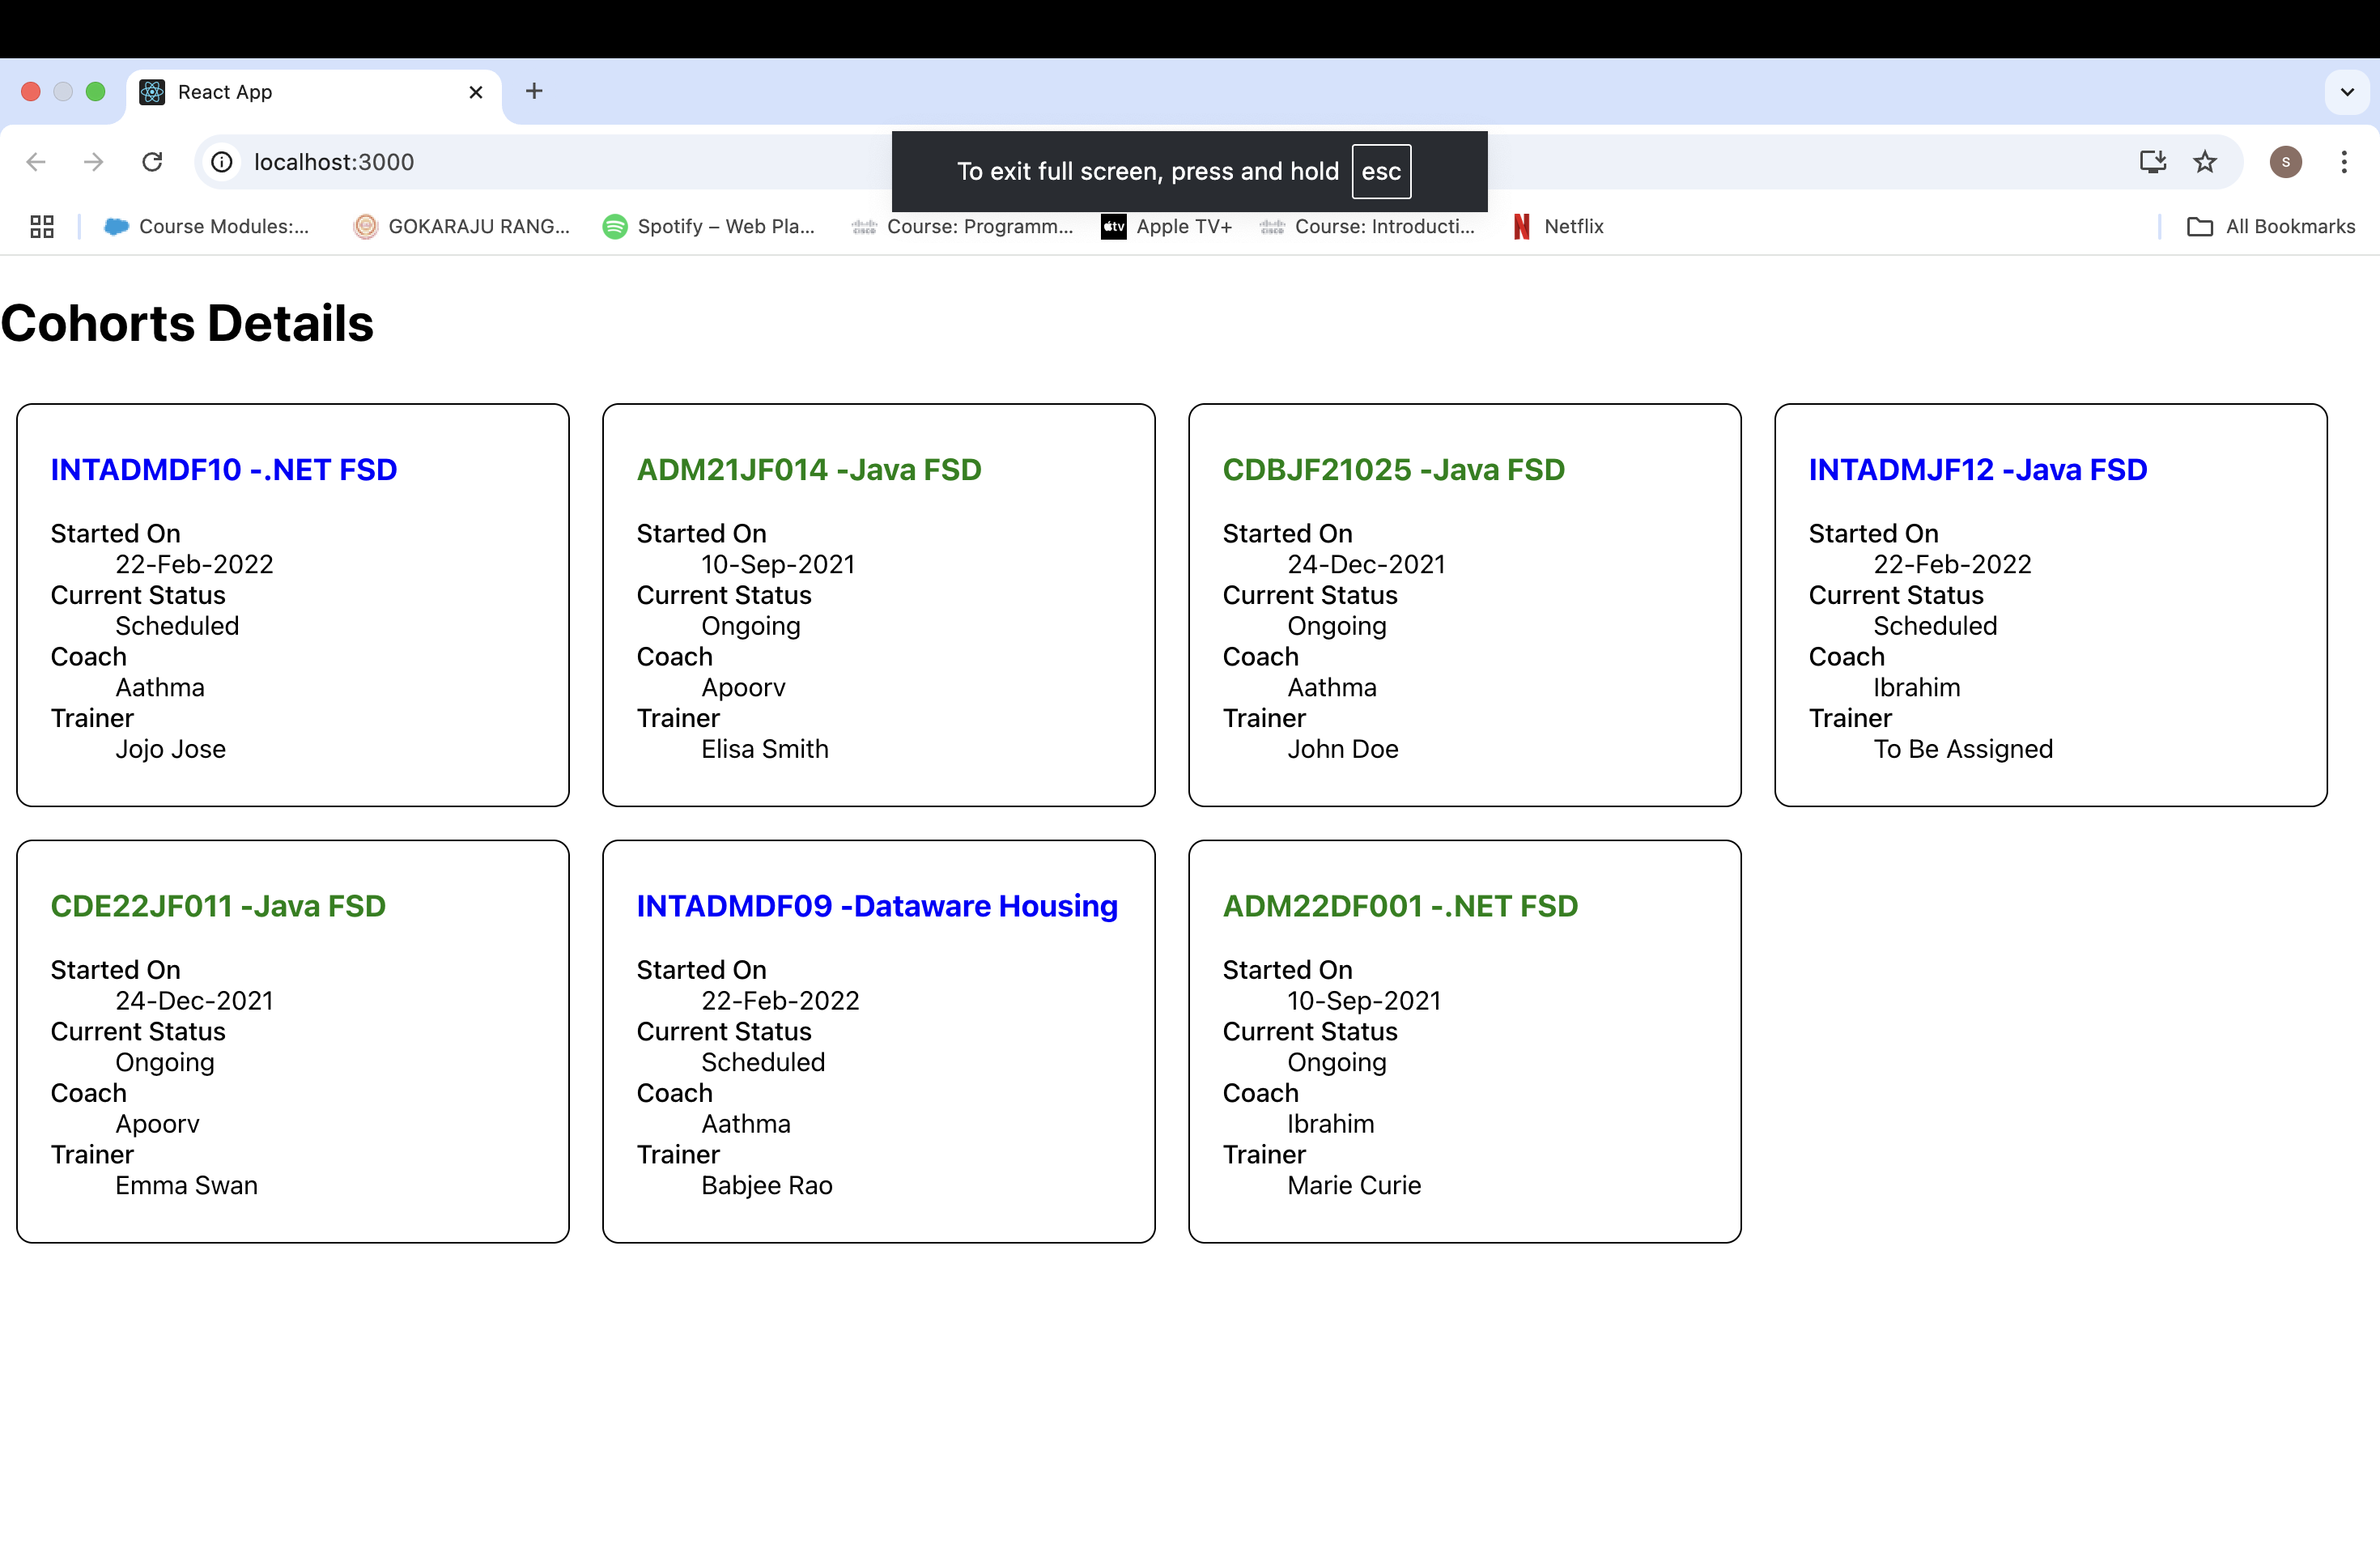 React App
localhost:3000
To exit full screen, press and hold esc
S
Course Modules:...
GOKARAJU RANG...
Spotify – Web Pla...
cisco
Course: Programm...
tv
Apple TV+
cisco
Course: Introducti...
N
Netflix
All Bookmarks
Cohorts Details
INTADMDF10 -.NET FSD
Started On
22-Feb-2022
Current Status
Scheduled
Coach
Aathma
Trainer
Jojo Jose
ADM21JF014 -Java FSD
Started On
10-Sep-2021
Current Status
Ongoing
Coach
Apoorv
Trainer
Elisa Smith
CDBJF21025 -Java FSD
Started On
24-Dec-2021
Current Status
Ongoing
Coach
Aathma
Trainer
John Doe
INTADMJF12 -Java FSD
Started On
22-Feb-2022
Current Status
Scheduled
Coach
Ibrahim
Trainer
To Be Assigned
CDE22JF011 -Java FSD
Started On
24-Dec-2021
Current Status
Ongoing
Coach
Apoorv
Trainer
Emma Swan
INTADMDF09 -Dataware Housing
Started On
22-Feb-2022
Current Status
Scheduled
Coach
Aathma
Trainer
Babjee Rao
ADM22DF001 -.NET FSD
Started On
10-Sep-2021
Current Status
Ongoing
Coach
Ibrahim
Trainer
Marie Curie